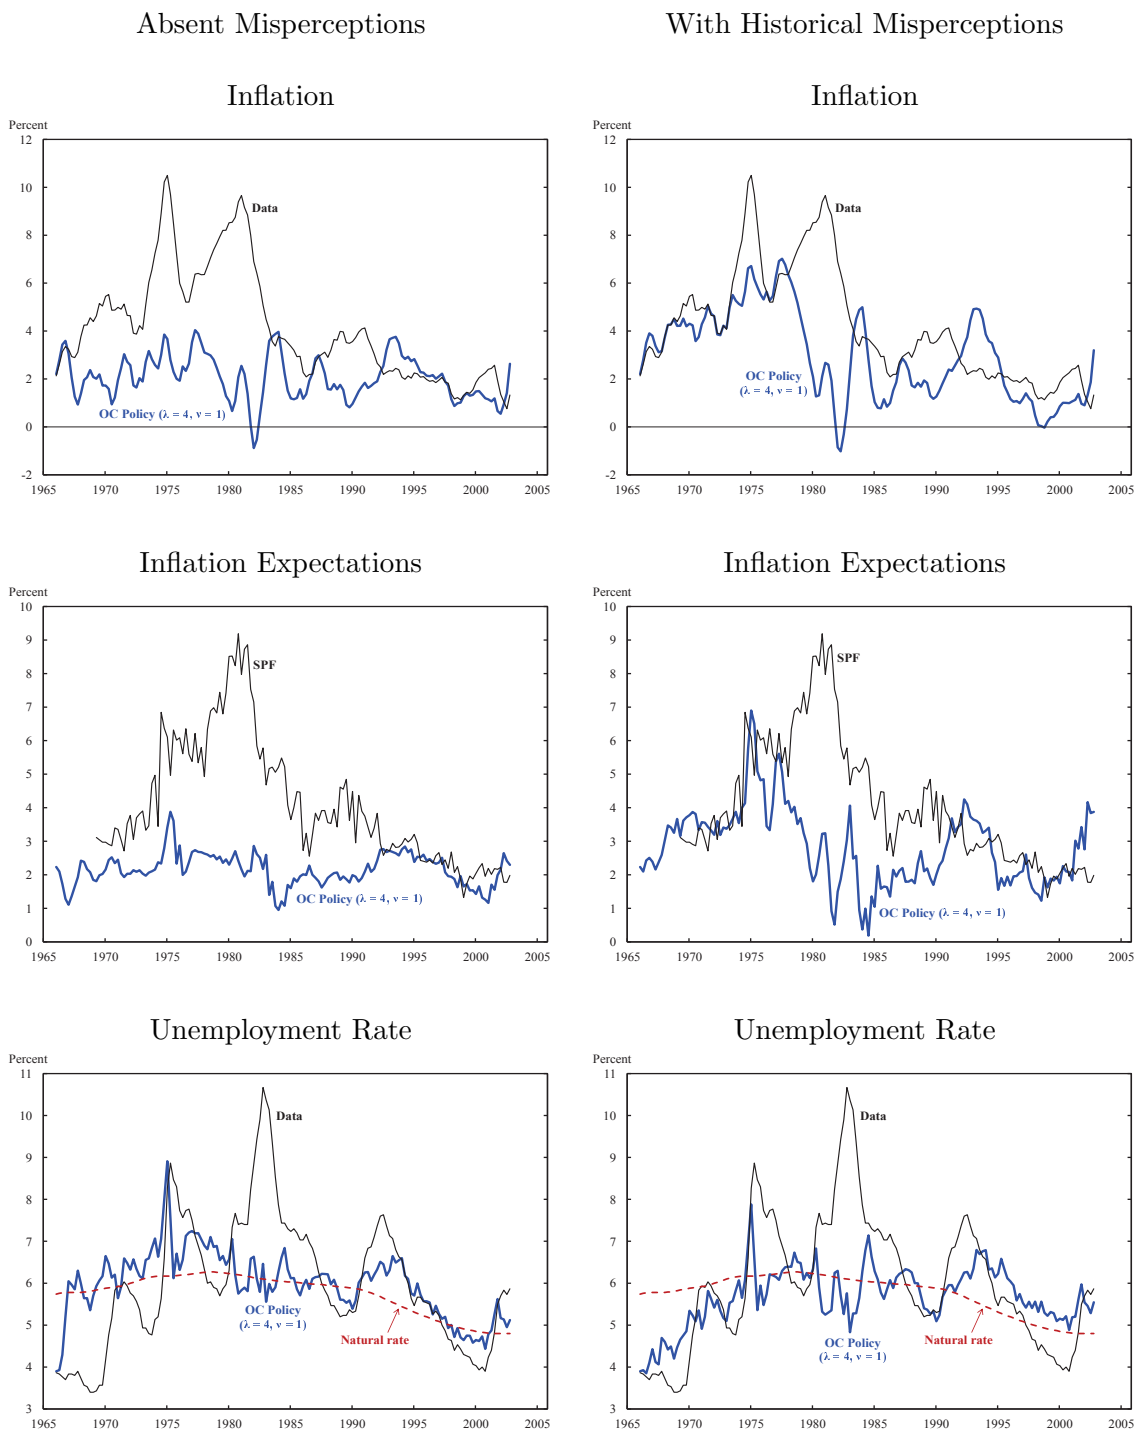 Absent Misperceptions
With Historical Misperceptions
Inflation
Inflation
Percent
12
10
8
6
4
2
0
-2
Data
OC Policy (λ = 4, ν = 1)
1965 1970 1975 1980 1985 1990 1995 2000 2005
Percent
12
10
8
6
4
2
0
-2
Data
OC Policy
(λ = 4, ν = 1)
1965 1970 1975 1980 1985 1990 1995 2000 2005
Inflation Expectations
Inflation Expectations
Percent
10
9
8
7
6
5
4
3
2
1
0
SPF
OC Policy (λ = 4, ν = 1)
1965 1970 1975 1980 1985 1990 1995 2000 2005
Percent
10
9
8
7
6
5
4
3
2
1
0
SPF
OC Policy (λ = 4, ν = 1)
1965 1970 1975 1980 1985 1990 1995 2000 2005
Unemployment Rate
Unemployment Rate
Percent
11
10
9
8
7
6
5
4
3
Data
OC Policy
(λ = 4, ν = 1)
Natural rate
1965 1970 1975 1980 1985 1990 1995 2000 2005
Percent
11
10
9
8
7
6
5
4
3
Data
OC Policy
(λ = 4, ν = 1)
Natural rate
1965 1970 1975 1980 1985 1990 1995 2000 2005